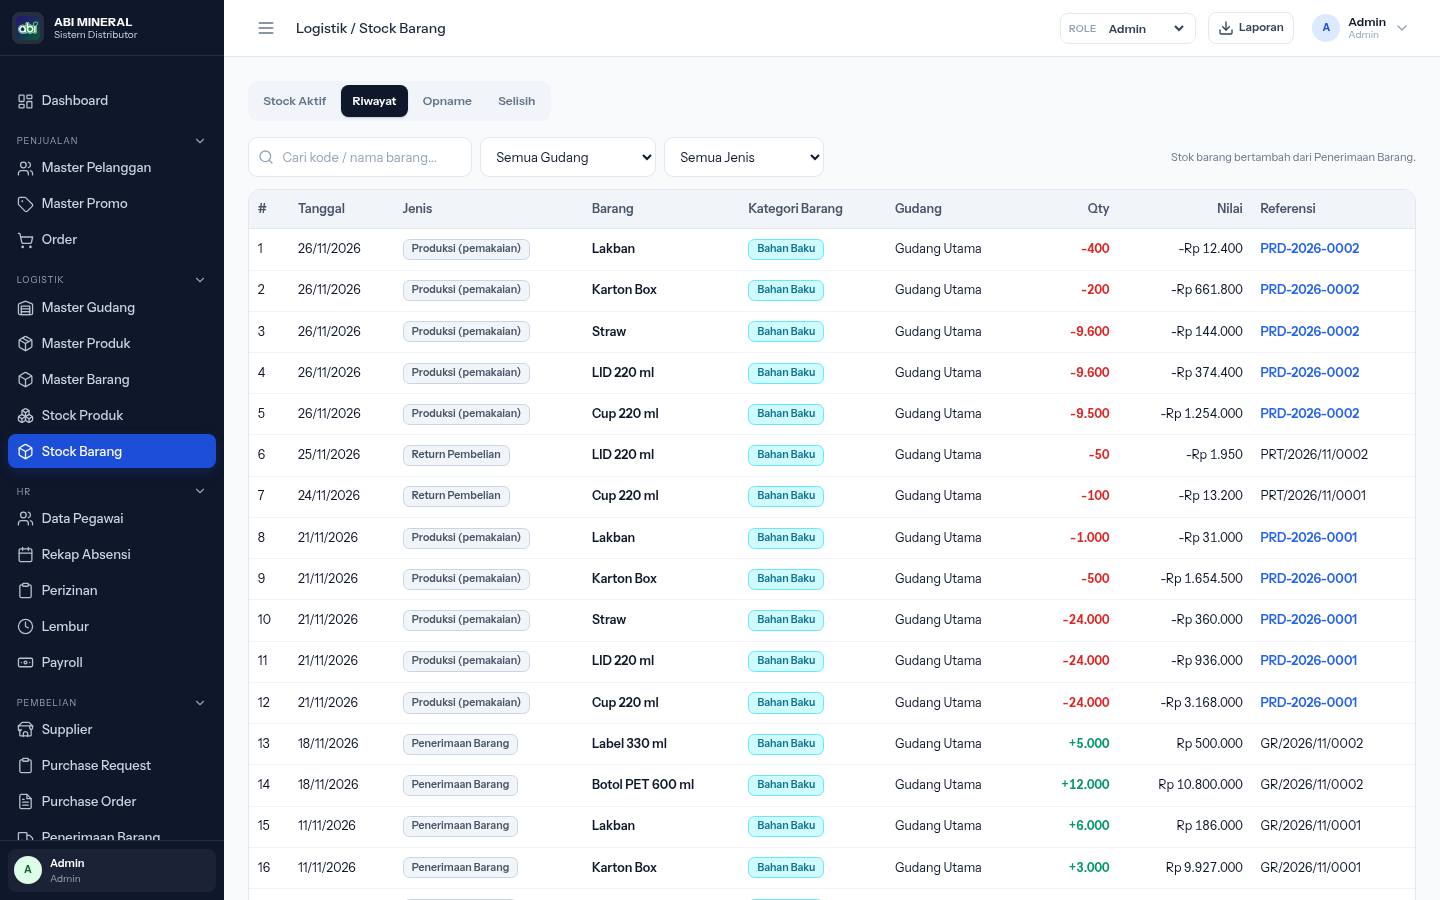 abi
ABI MINERAL
Sistem Distributor
Dashboard
PENJUALAN
Master Pelanggan
Master Promo
Order
LOGISTIK
Master Gudang
Master Produk
Master Barang
Stock Produk
Stock Barang
HR
Data Pegawai
Rekap Absensi
Perizinan
Lembur
Payroll
PEMBELIAN
Supplier
Purchase Request
Purchase Order
Penerimaan Barang
A
Admin
Admin
Logistik / Stock Barang
ROLE Admin
Laporan
A
Admin
Admin
Stock Aktif Riwayat Opname Selisih
Cari kode / nama barang... Semua Gudang Semua Jenis Stok barang bertambah dari Penerimaan Barang.
# Tanggal Jenis Barang Kategori Barang Gudang Qty Nilai Referensi
1 26/11/2026 Produksi (pemakaian) Lakban Bahan Baku Gudang Utama -400 -Rp 12.400 PRD-2026-0002
2 26/11/2026 Produksi (pemakaian) Karton Box Bahan Baku Gudang Utama -200 -Rp 661.800 PRD-2026-0002
3 26/11/2026 Produksi (pemakaian) Straw Bahan Baku Gudang Utama -9.600 -Rp 144.000 PRD-2026-0002
4 26/11/2026 Produksi (pemakaian) LID 220 ml Bahan Baku Gudang Utama -9.600 -Rp 374.400 PRD-2026-0002
5 26/11/2026 Produksi (pemakaian) Cup 220 ml Bahan Baku Gudang Utama -9.500 -Rp 1.254.000 PRD-2026-0002
6 25/11/2026 Return Pembelian LID 220 ml Bahan Baku Gudang Utama -50 -Rp 1.950 PRT/2026/11/0002
7 24/11/2026 Return Pembelian Cup 220 ml Bahan Baku Gudang Utama -100 -Rp 13.200 PRT/2026/11/0001
8 21/11/2026 Produksi (pemakaian) Lakban Bahan Baku Gudang Utama -1.000 -Rp 31.000 PRD-2026-0001
9 21/11/2026 Produksi (pemakaian) Karton Box Bahan Baku Gudang Utama -500 -Rp 1.654.500 PRD-2026-0001
10 21/11/2026 Produksi (pemakaian) Straw Bahan Baku Gudang Utama -24.000 -Rp 360.000 PRD-2026-0001
11 21/11/2026 Produksi (pemakaian) LID 220 ml Bahan Baku Gudang Utama -24.000 -Rp 936.000 PRD-2026-0001
12 21/11/2026 Produksi (pemakaian) Cup 220 ml Bahan Baku Gudang Utama -24.000 -Rp 3.168.000 PRD-2026-0001
13 18/11/2026 Penerimaan Barang Label 330 ml Bahan Baku Gudang Utama +5.000 Rp 500.000 GR/2026/11/0002
14 18/11/2026 Penerimaan Barang Botol PET 600 ml Bahan Baku Gudang Utama +12.000 Rp 10.800.000 GR/2026/11/0002
15 11/11/2026 Penerimaan Barang Lakban Bahan Baku Gudang Utama +6.000 Rp 186.000 GR/2026/11/0001
16 11/11/2026 Penerimaan Barang Karton Box Bahan Baku Gudang Utama +3.000 Rp 9.927.000 GR/2026/11/0001